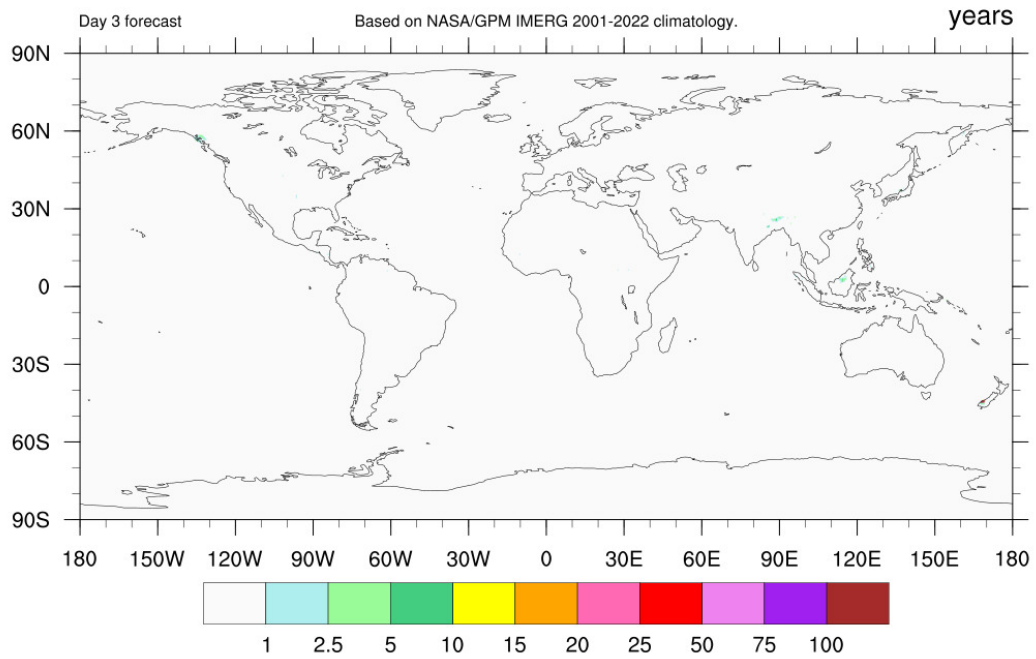 Day 3 forecast Based on NASA/GPM IMERG 2001-2022 climatology. years
90N
60N
30N
0
30S
60S
90S
180 150W 120W 90W 60W 30W 0 30E 60E 90E 120E 150E 180
1 2.5 5 10 15 20 25 50 75 100